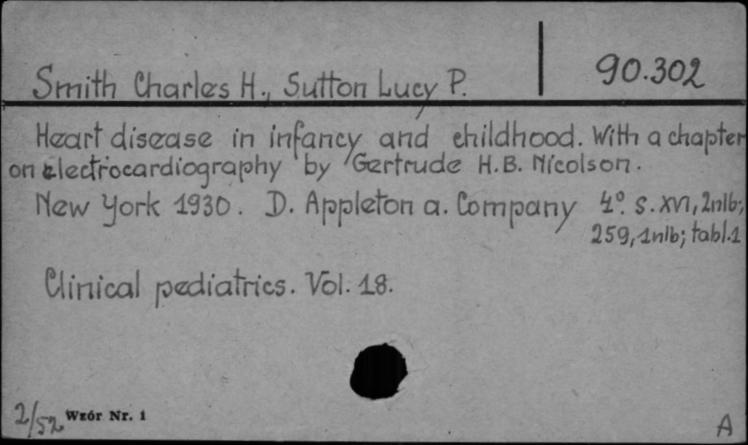 Smith Charles H., Sutton Lucy P.
90.302
Heart disease in infancy and childhood. With a chapter
on electrocardiography by Gertrude H.B. Nicolson.
New York 1930. D. Appleton a. Company 4° S. XVI, 2nlb;
259, 1nlb; tabl.1
Clinical pediatrics. Vol. 18.
2/52 Wzór Nr. 1
A